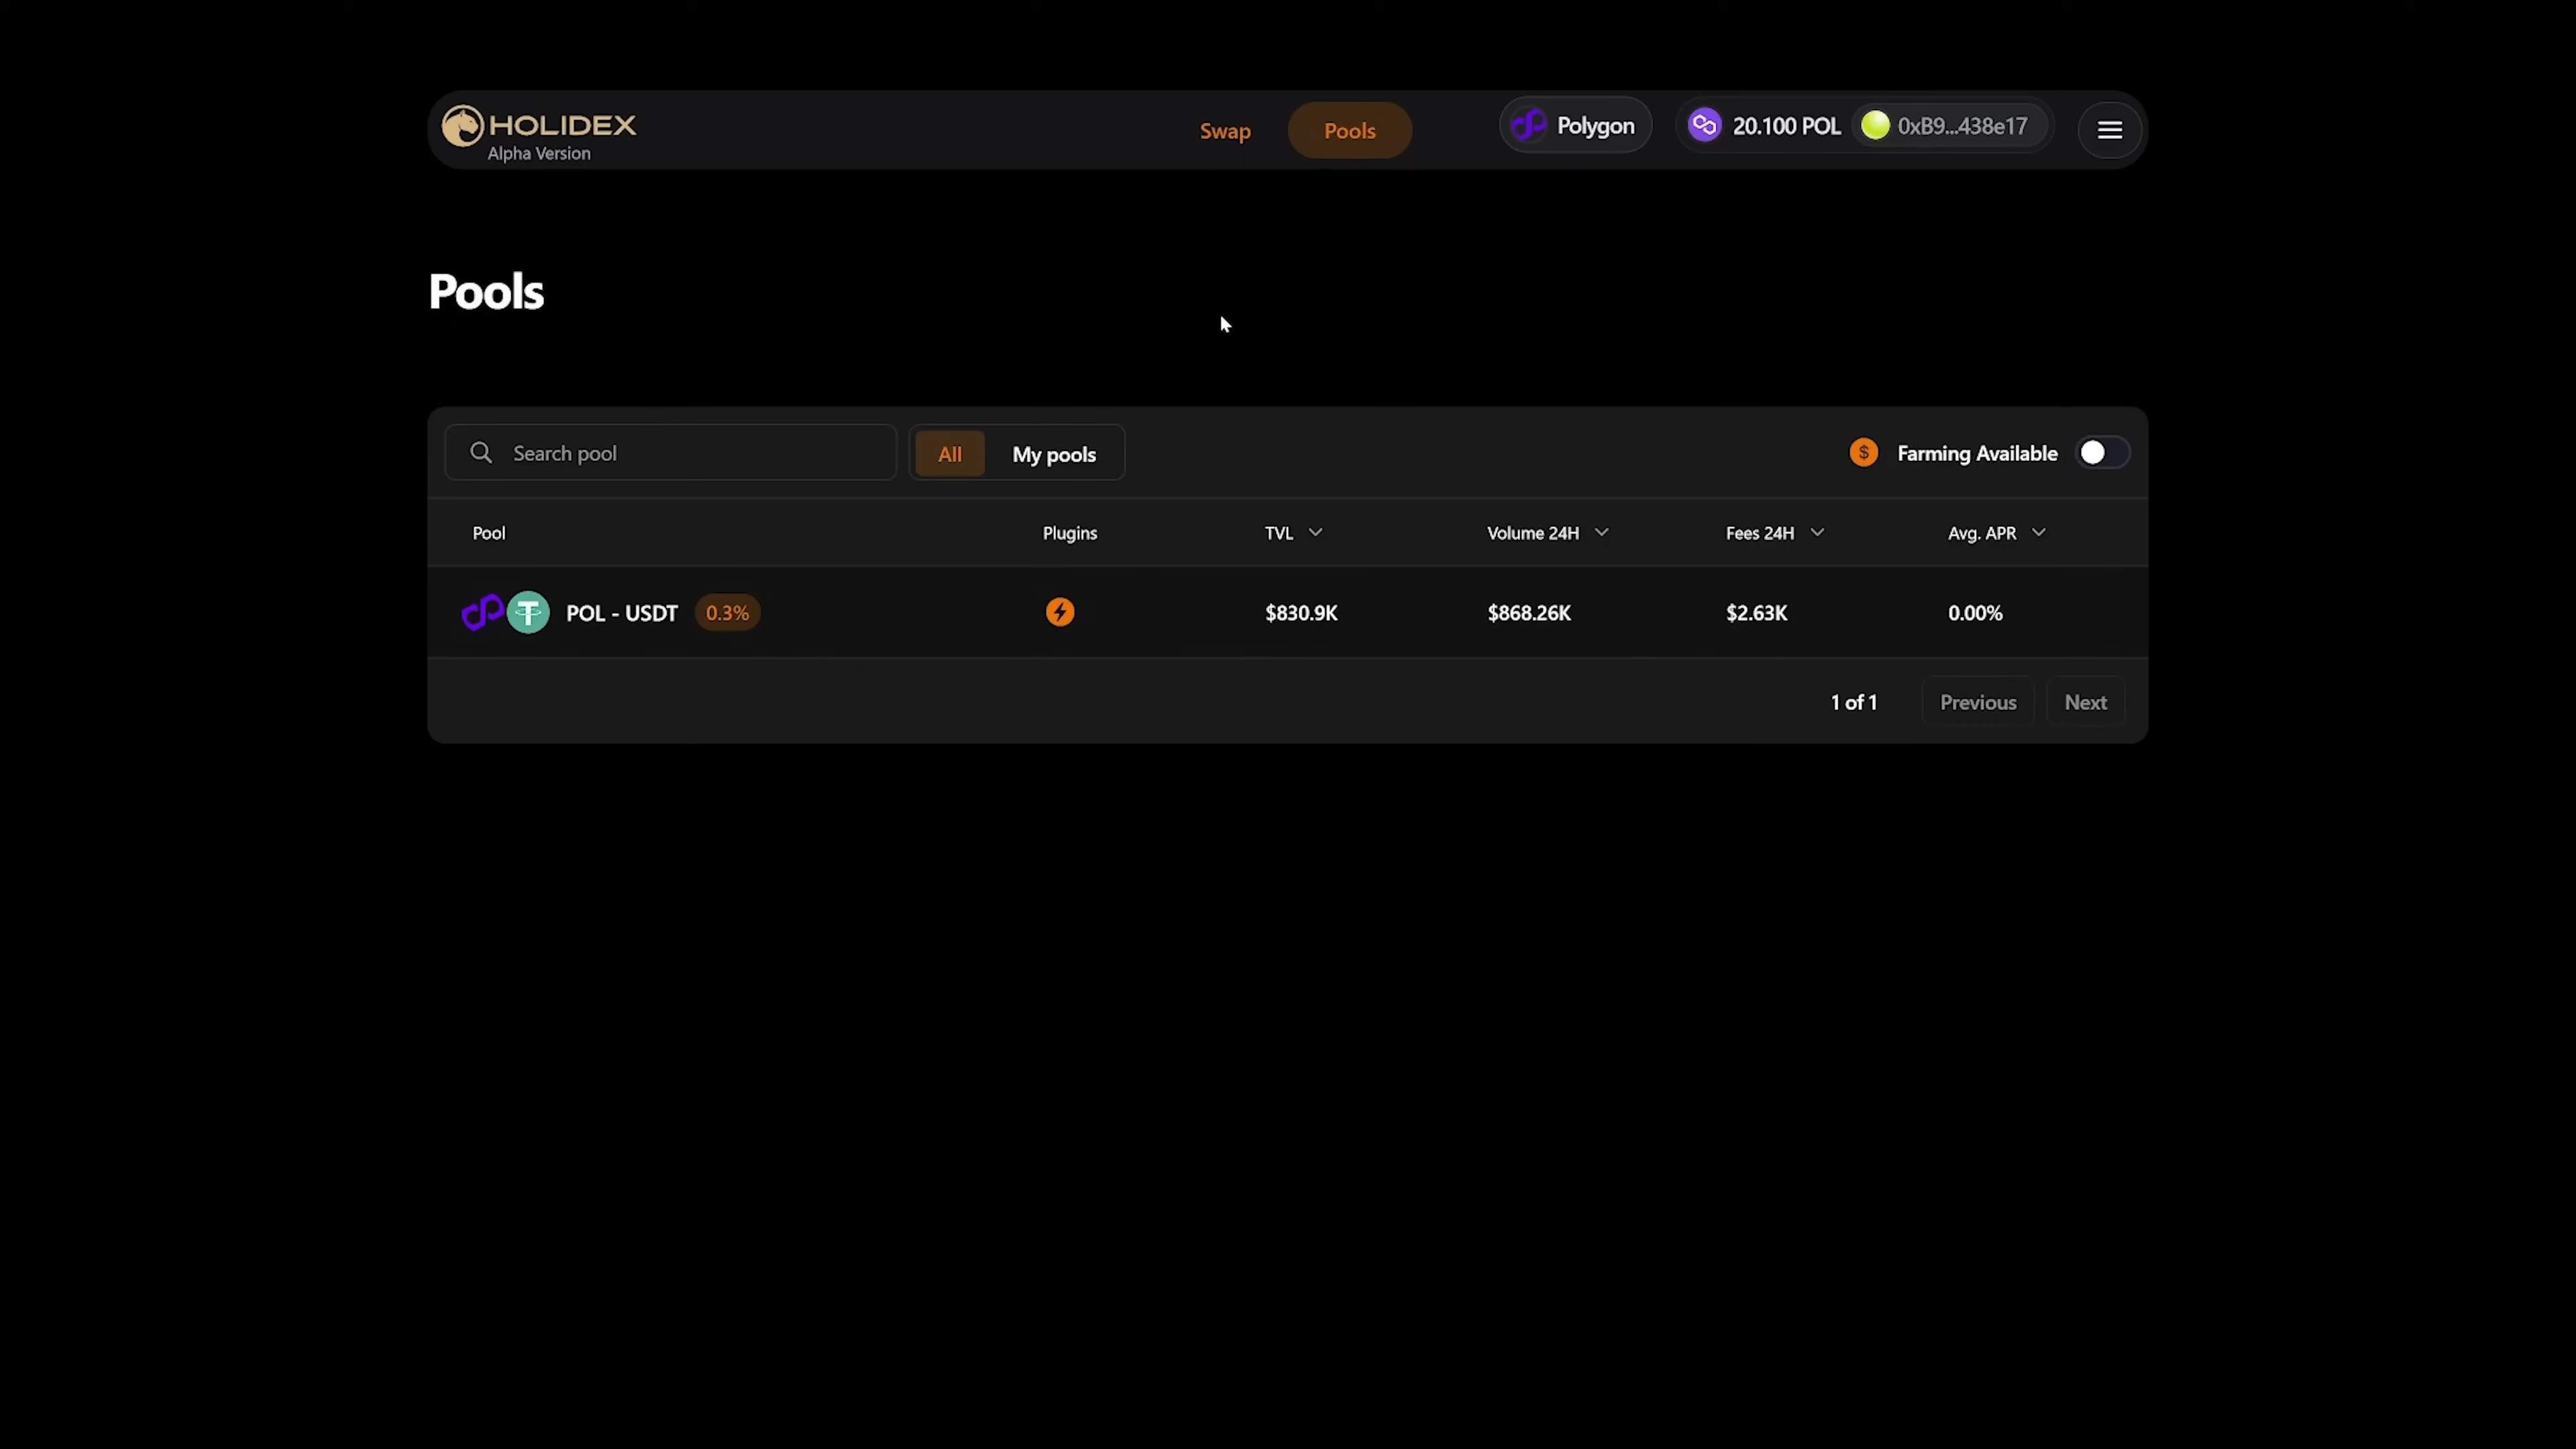 HOLIDEX
Alpha Version
Swap
Pools
Polygon
20.100 POL
0xB9...438e17
Pools
Search pool
All
My pools
$
Farming Available
Pool
Plugins
TVL
Volume 24H
Fees 24H
Avg. APR
POL - USDT
0.3%
$830.9K
$868.26K
$2.63K
0.00%
1 of 1
Previous
Next